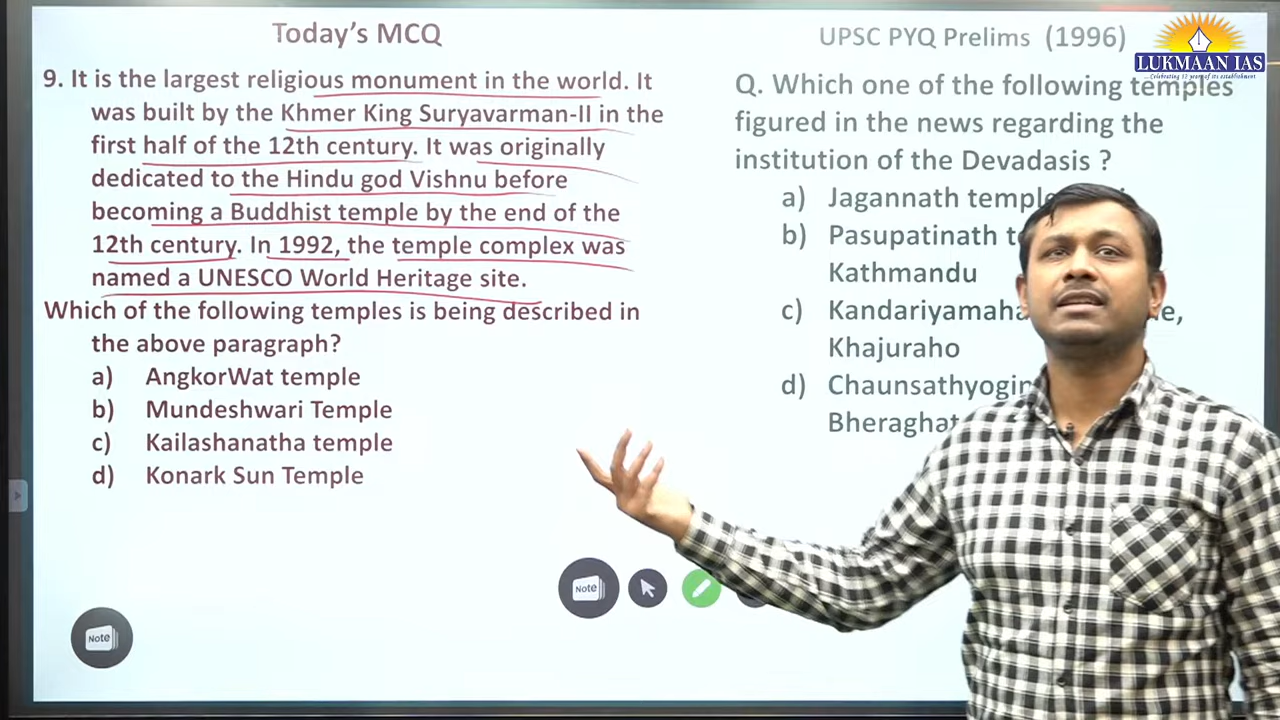 Today's MCQ
9. It is the largest religious monument in the world. It
was built by the Khmer King Suryavarman-II in the
first half of the 12th century. It was originally
dedicated to the Hindu god Vishnu before
becoming a Buddhist temple by the end of the
12th century. In 1992, the temple complex was
named a UNESCO World Heritage site.
Which of the following temples is being described in
the above paragraph?
a) AngkorWat temple
b) Mundeshwari Temple
c) Kailashanatha temple
d) Konark Sun Temple
Note
UPSC PYQ Prelims (1996)
LUKMAAN IAS
Q. Which one of the following temples
figured in the news regarding the
institution of the Devadasis ?
a) Jagannath temple
b) Pasupatinath
Kathmandu
c)
Khajuraho
d)
Note